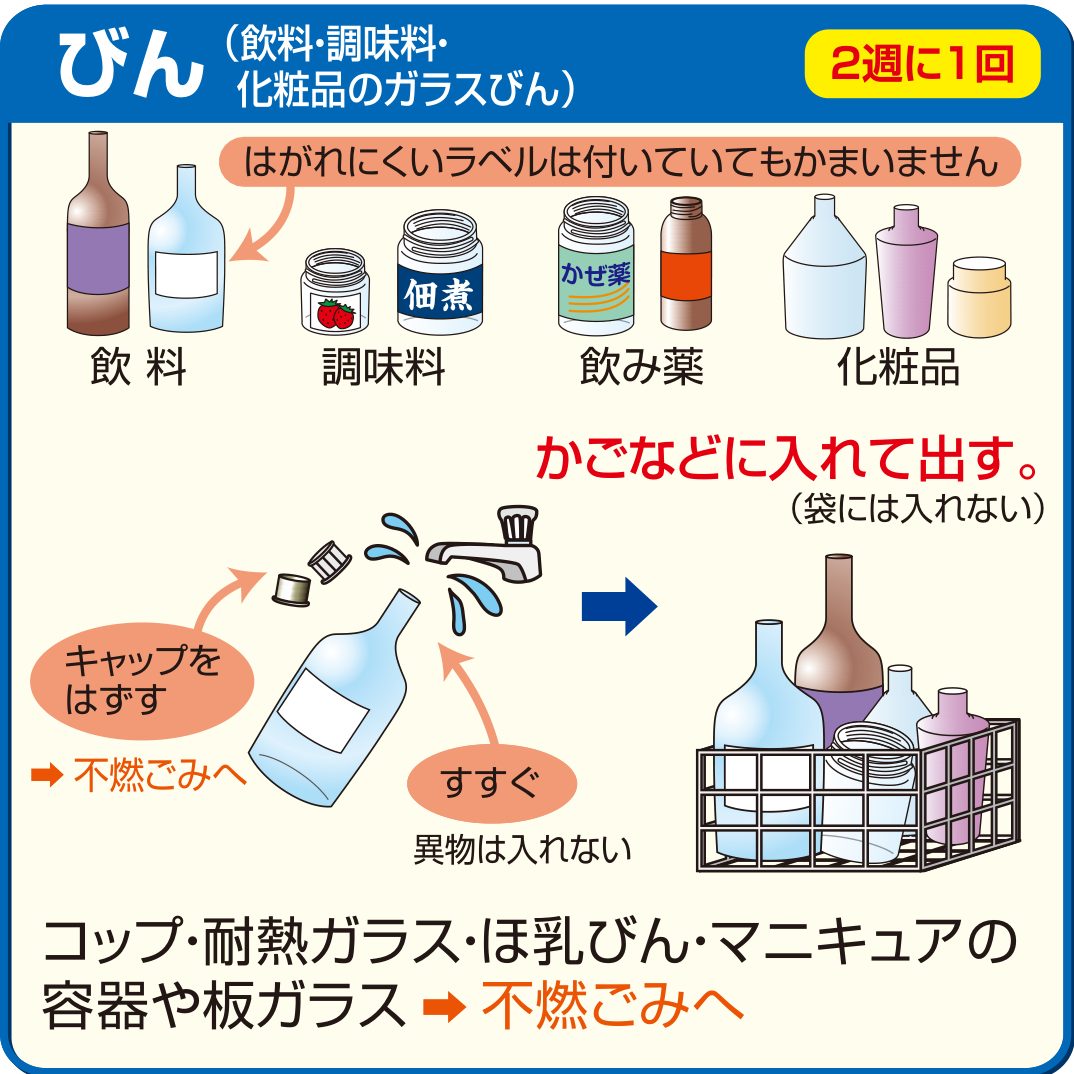 びん
（飲料・調味料・
化粧品のガラスびん）
2週に1回
はがれにくいラベルは付いていてもかまいません
佃煮
かぜ薬
飲料
調味料
飲み薬
化粧品
かごなどに入れて出す。
（袋には入れない）
キャップを
はずす
➡ 不燃ごみへ
すすぐ
異物は入れない
コップ・耐熱ガラス・ほ乳びん・マニキュアの
容器や板ガラス ➡ 不燃ごみへ